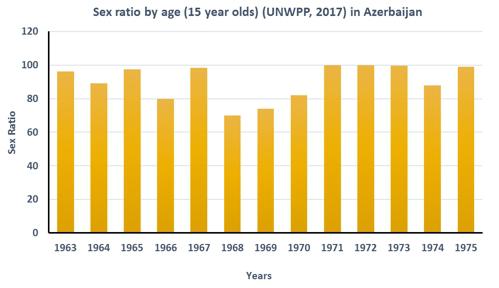 Sex ratio by age (15 year olds) (UNWPP, 2017) in Azerbaijan
120
100
80
60
40
20
0
Sex Ratio
1963 1964 1965 1966 1967 1968 1969 1970 1971 1972 1973 1974 1975
Years